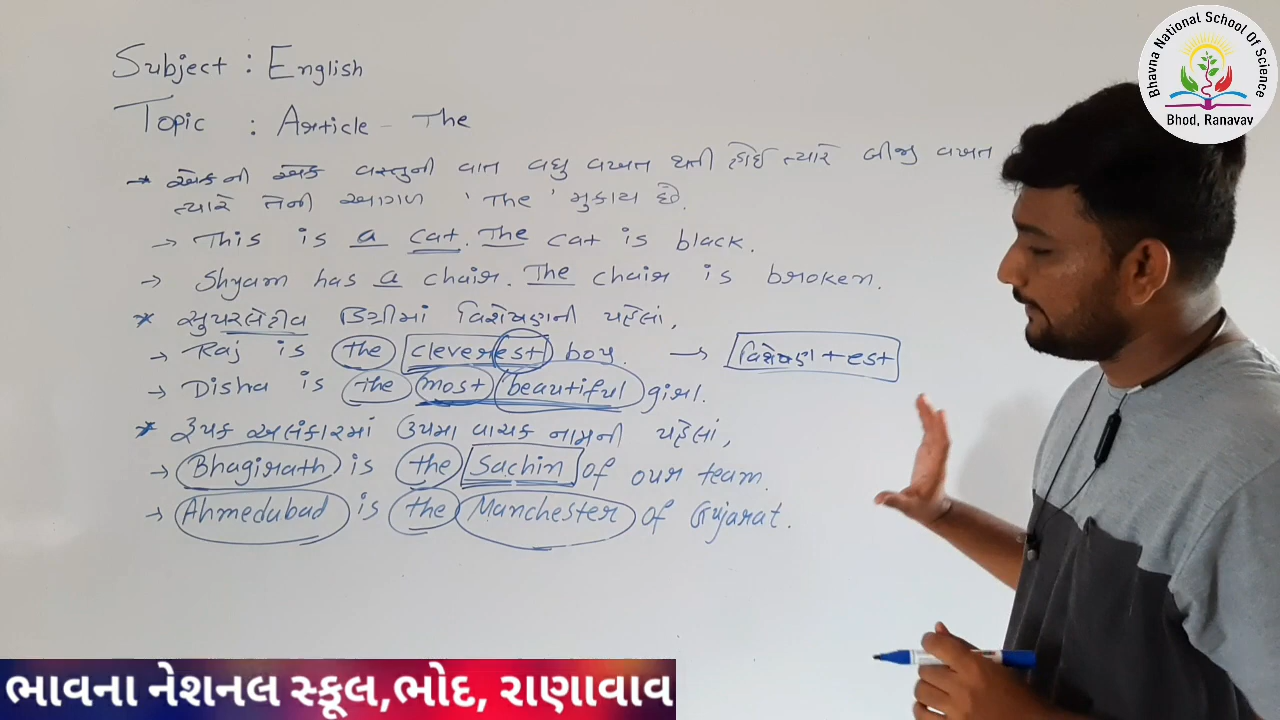 Subject : English
Topic : Article - The
→ એકની એક વસ્તુની વાત વધુ વખત થતી હોઈ ત્યારે બીજી વખત
ત્યારે તેની આગળ 'The' મુકાય છે.
→ This is a cat. The cat is black.
→ Shyam has a chair. The chair is broken.
* સુપરલેટીવ ડિગ્રીમાં વિશેષણની પહેલાં,
→ Raj is the cleverest boy. → વિશેષણ + est
→ Disha is the most beautiful girl.
* રૂપક અલંકારમાં ઉપમા વાચક નામની પહેલાં,
→ Bhagirath is the Sachin of our team.
→ Ahmedubad is the Manchester of Gujarat.
Bhavna National School Of Science
Bhod, Ranavav
ભાવના નેશનલ સ્કૂલ,ભોદ, રાણાવાવ